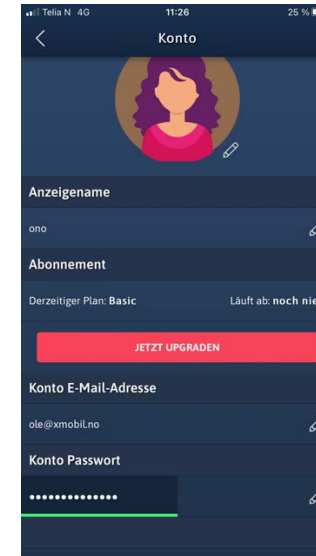 Telia N 4G 11:26 25 %
Konto
Anzeigename
ono
Abonnement
Derzeitiger Plan: Basic Läuft ab: noch nie
JETZT UPGRADEN
Konto E-Mail-Adresse
ole@xmobil.no
Konto Passwort
••••••••••••••